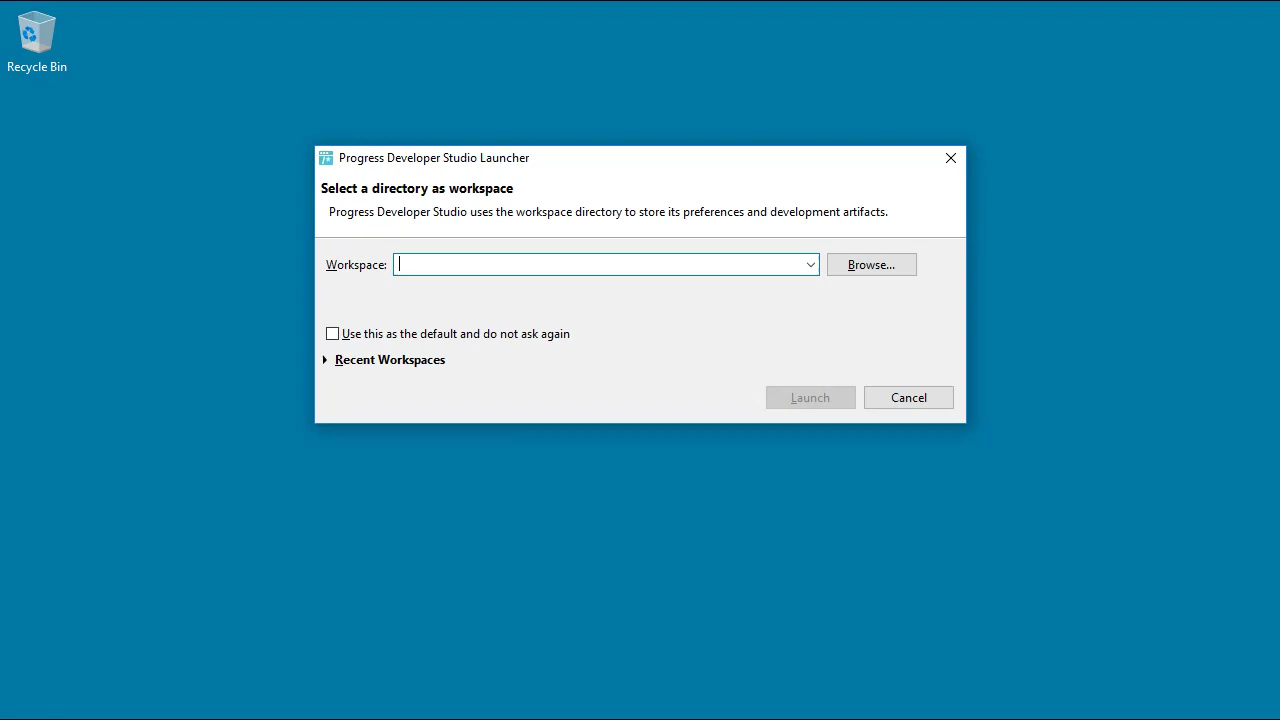 Recycle Bin
Progress Developer Studio Launcher
Select a directory as workspace
Progress Developer Studio uses the workspace directory to store its preferences and development artifacts.
Workspace:
Browse...
Use this as the default and do not ask again
Recent Workspaces
Launch Cancel